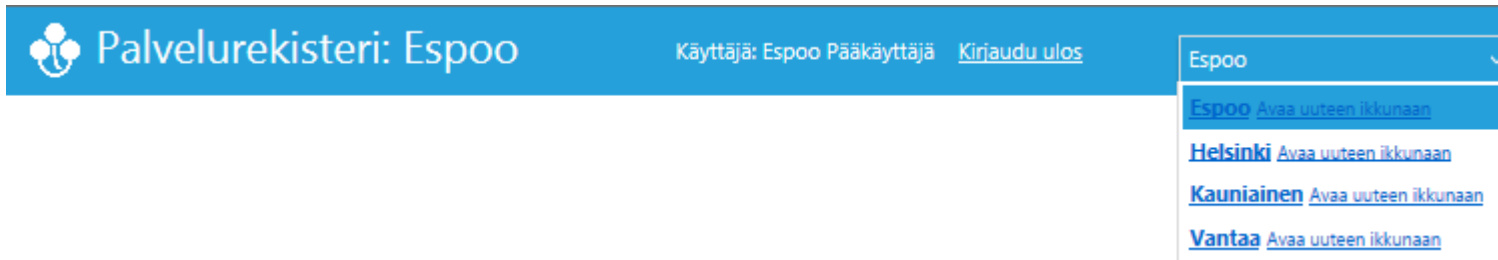 Palvelurekisteri: Espoo Käyttäjä: Espoo Pääkäyttäjä Kirjaudu ulos Espoo
Espoo Avaa uuteen ikkunaan
Helsinki Avaa uuteen ikkunaan
Kauniainen Avaa uuteen ikkunaan
Vantaa Avaa uuteen ikkunaan